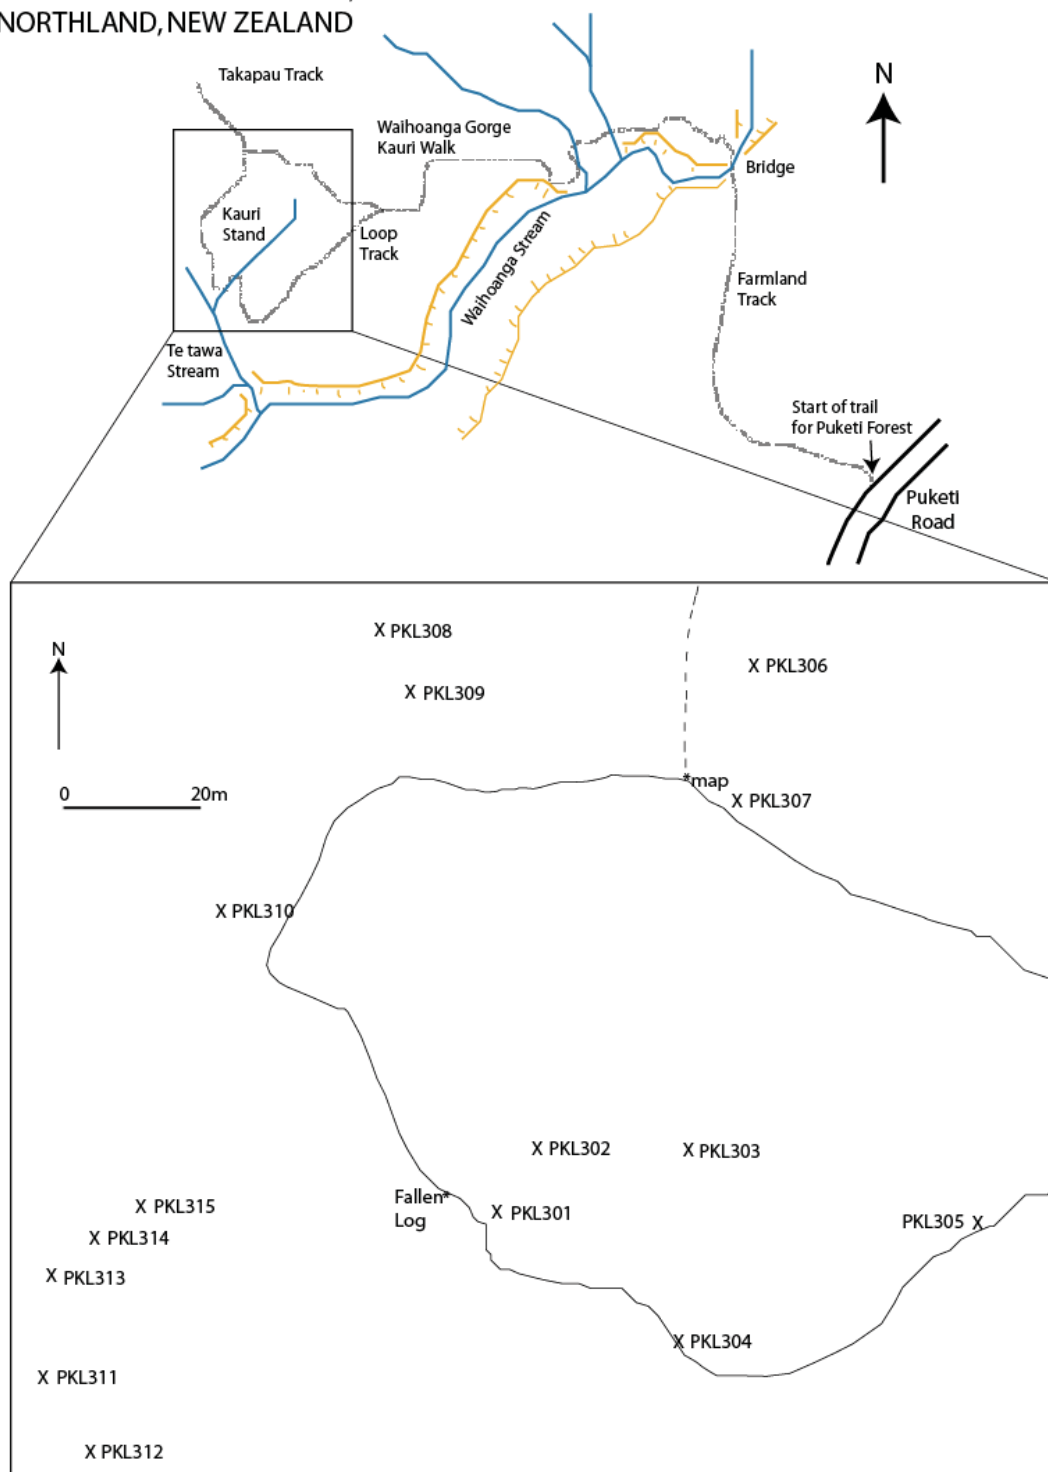 NORTHLAND, NEW ZEALAND
Takapau Track
N
Waihoanga Gorge
Kauri Walk
Bridge
Kauri
Stand
Loop
Track
Waihoanga Stream
Farmland
Track
Te tawa
Stream
Start of trail
for Puketi Forest
Puketi
Road
X PKL308
N
X PKL306
X PKL309
*map
0 20m
X PKL307
X PKL310
X PKL302
X PKL303
Fallen*
Log
X PKL315
X PKL301
PKL305 X
X PKL314
X PKL313
X PKL304
X PKL311
X PKL312